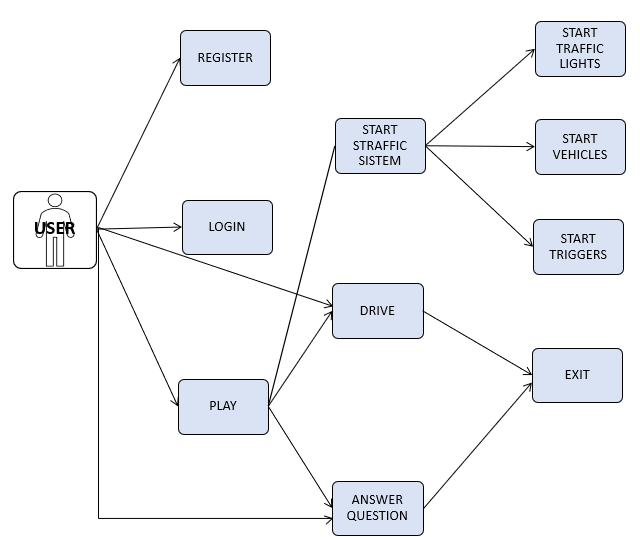 START
TRAFFIC
LIGHTS
REGISTER
START
STRAFFIC
SISTEM
START
VEHICLES
USER
LOGIN
START
TRIGGERS
DRIVE
EXIT
PLAY
ANSWER
QUESTION